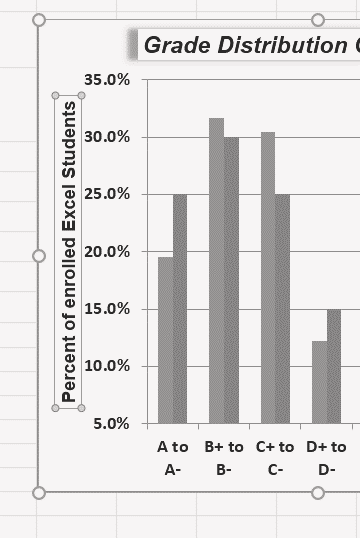 Grade Distribution
35.0%
30.0%
25.0%
20.0%
15.0%
10.0%
5.0%
Percent of enrolled Excel Students
A to
A-
B+ to
B-
C+ to
C-
D+ to
D-